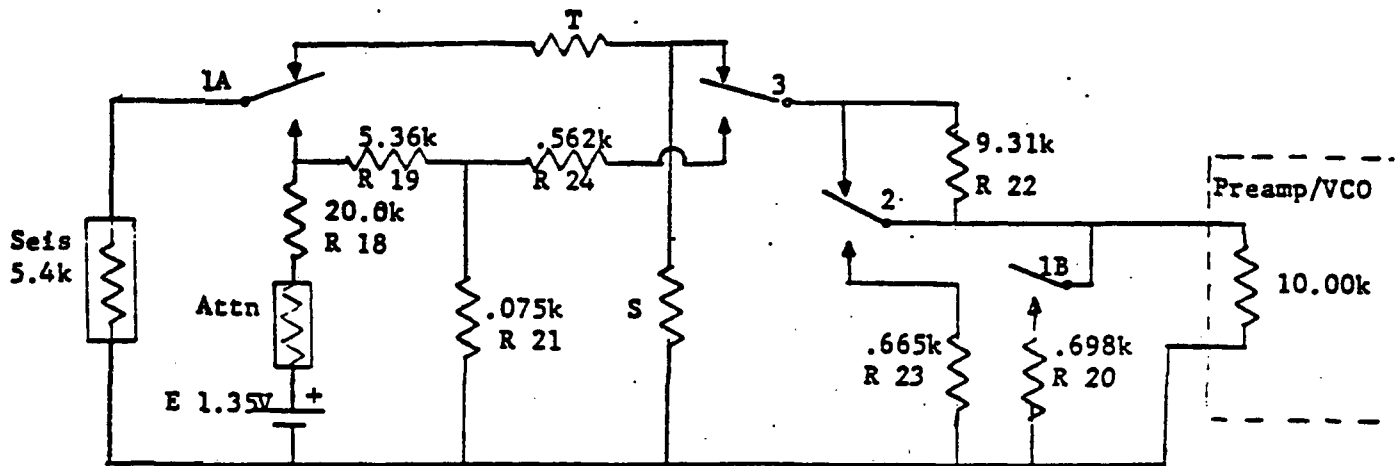 T
1A
3
5.36k
R 19
.562k
R 24
9.31k
R 22
Preamp/VCO
20.0k
R 18
2
Seis
5.4k
1B
10.00k
Attn
.075k
R 21
S
.665k
R 23
.698k
R 20
E 1.35V
+